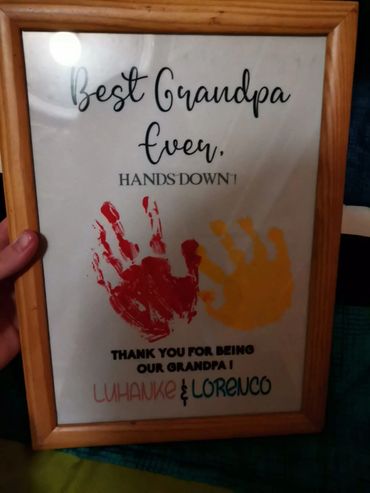 Best Grandpa
Ever,
HANDS DOWN!
THANK YOU FOR BEING
OUR GRANDPA !
LUHANKE & LORENCO